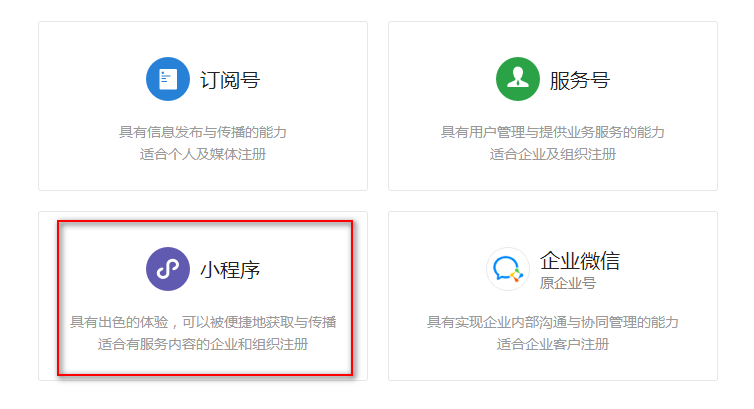 订阅号
具有信息发布与传播的能力
适合个人及媒体注册
服务号
具有用户管理与提供业务服务的能力
适合企业及组织注册
小程序
具有出色的体验，可以被便捷地获取与传播
适合有服务内容的企业和组织注册
企业微信
原企业号
具有实现企业内部沟通与协同管理的能力
适合企业客户注册